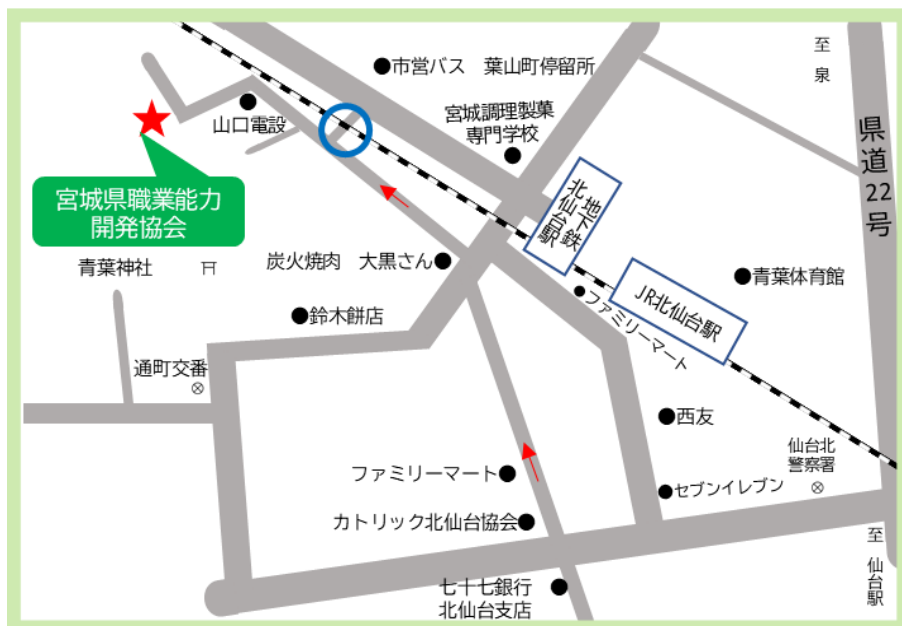 至 泉
市営バス 葉山町停留所
県道22号
宮城調理製菓
専門学校
山口電設
宮城県職業能力
開発協会
地下鉄
北仙台駅
青葉神社
炭火焼肉 大黒さん
青葉体育館
JR北仙台駅
ファミリーマート
鈴木餅店
通町交番
西友
仙台北
警察署
ファミリーマート
セブンイレブン
カトリック北仙台協会
至 仙台駅
七十七銀行
北仙台支店